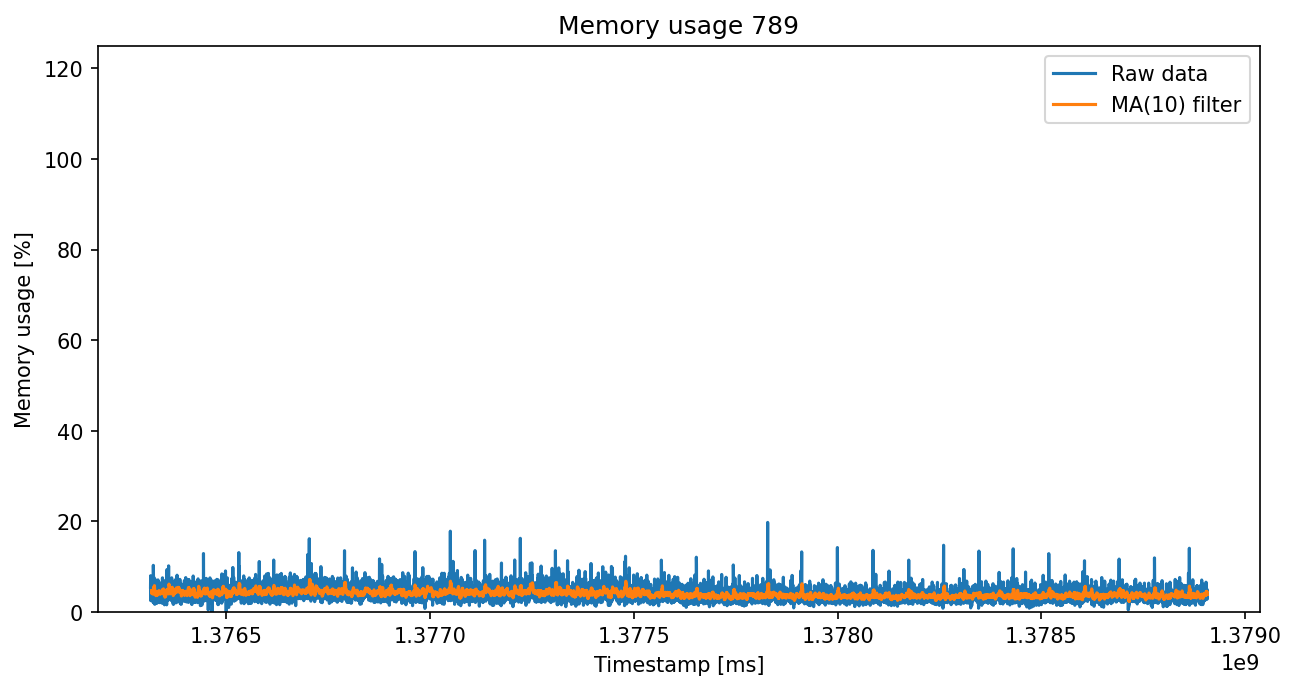 Memory usage 789
Raw data
MA(10) filter
Memory usage [%]
120
100
80
60
40
20
0
1.3765 1.3770 1.3775 1.3780 1.3785 1.3790
1e9
Timestamp [ms]